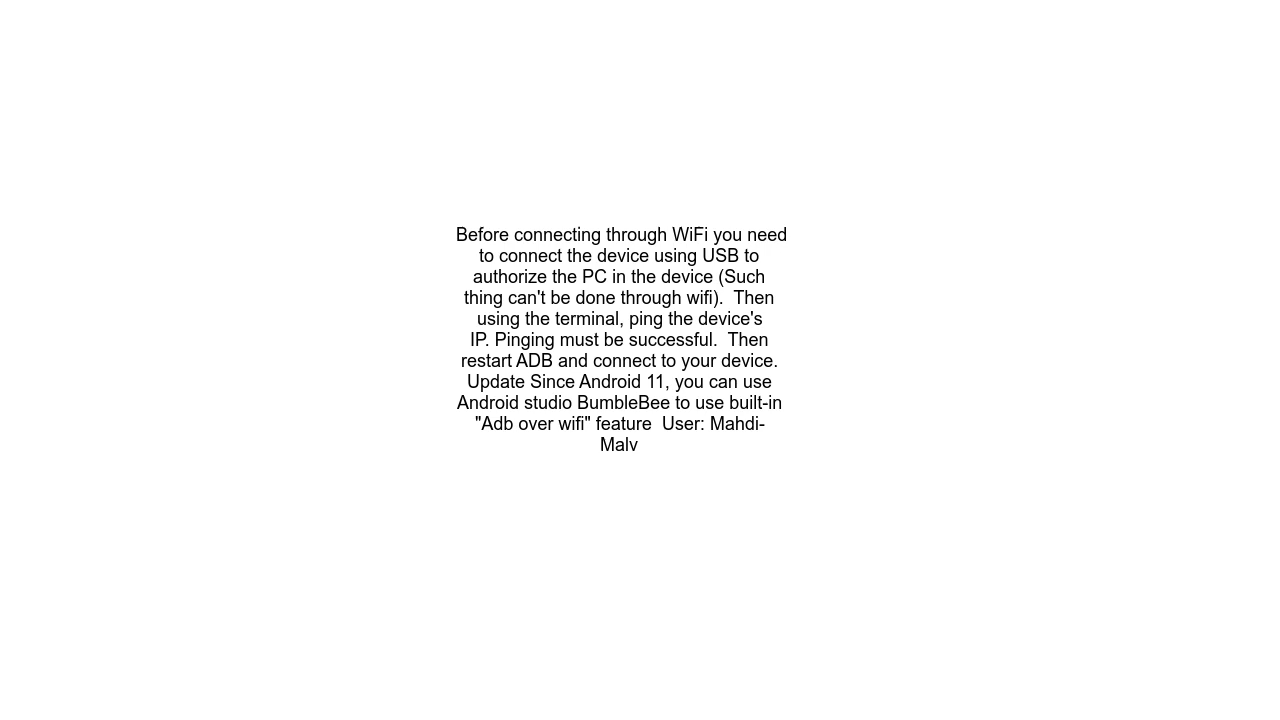 Before connecting through WiFi you need
to connect the device using USB to
authorize the PC in the device (Such
thing can't be done through wifi).  Then
using the terminal, ping the device's
IP. Pinging must be successful.  Then
restart ADB and connect to your device.
Update Since Android 11, you can use
Android studio BumbleBee to use built-in
"Adb over wifi" feature  User: Mahdi-
Malv